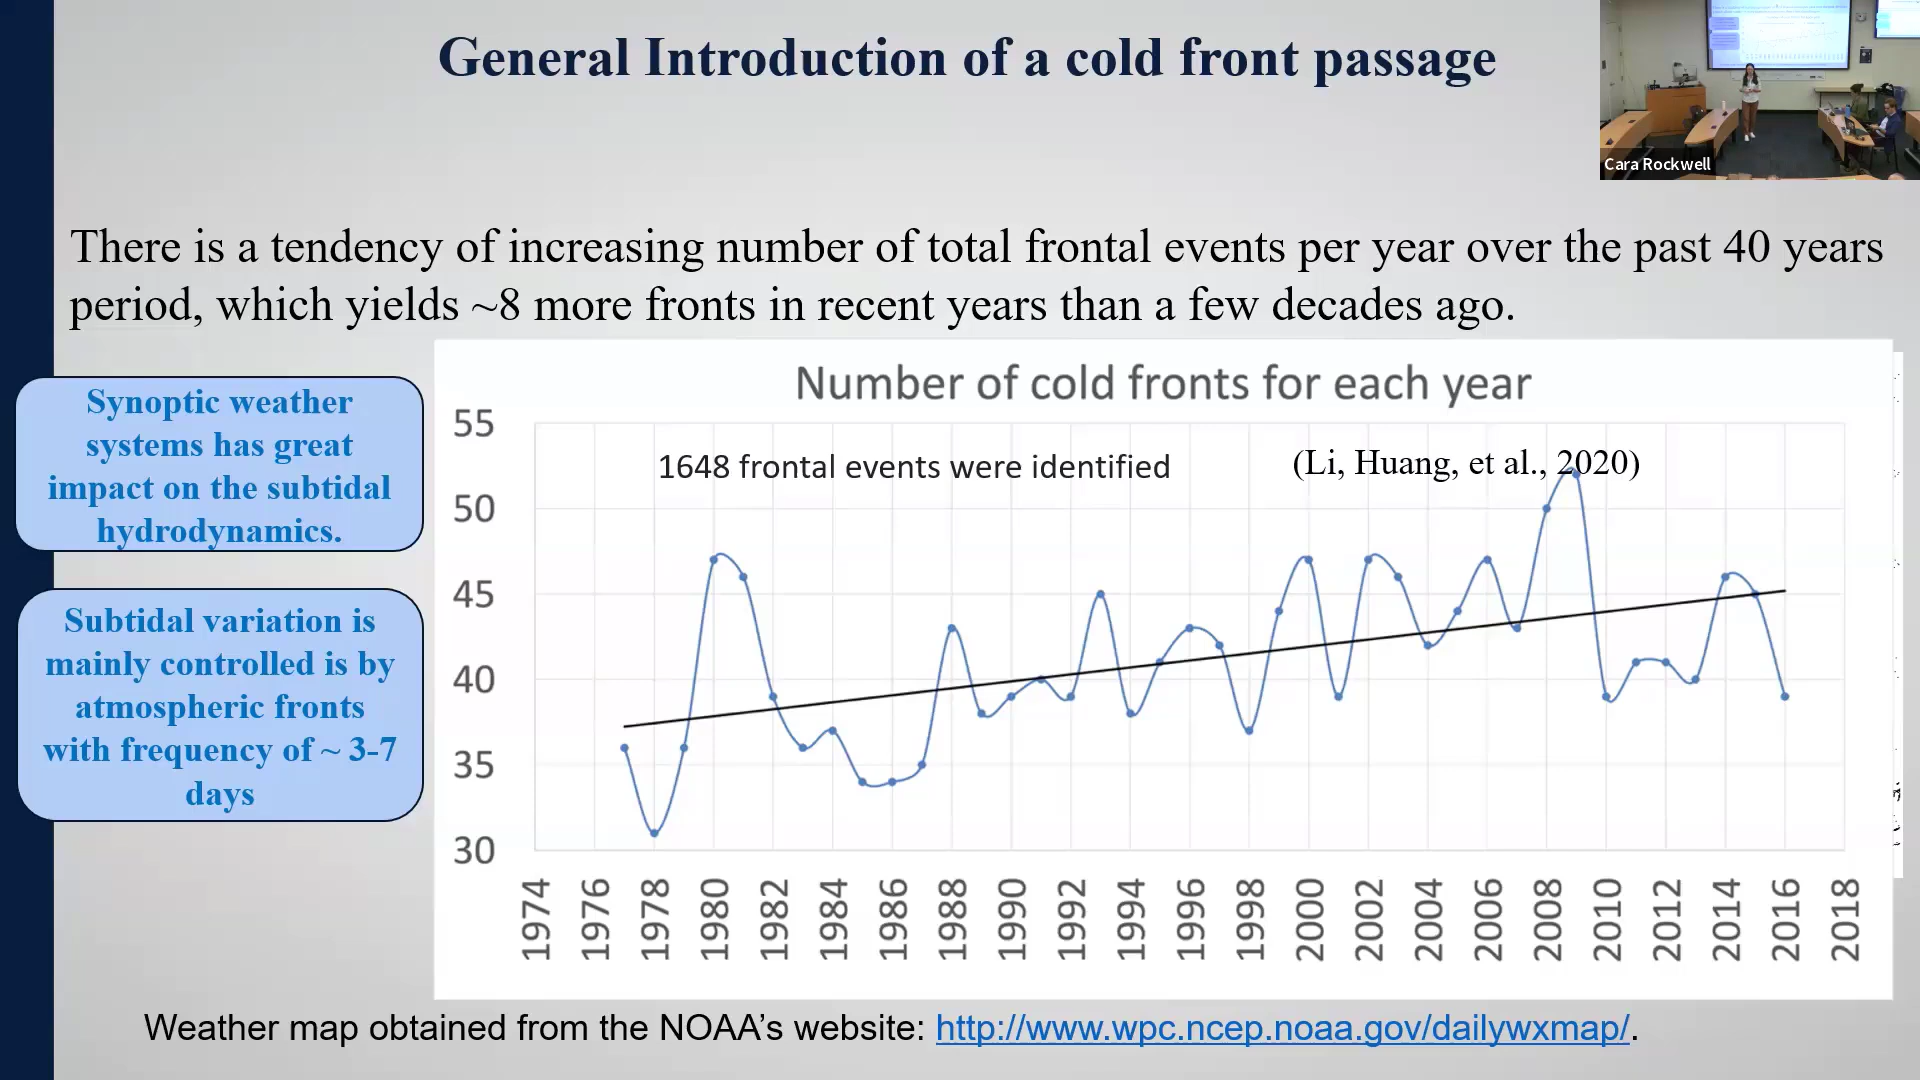 General Introduction of a cold front passage
Cara Rockwell
There is a tendency of increasing number of total frontal events per year over the past 40 years
period, which yields ~8 more fronts in recent years than a few decades ago.
Synoptic weather
systems has great
impact on the subtidal
hydrodynamics.
Subtidal variation is
mainly controlled is by
atmospheric fronts
with frequency of ~ 3-7
days
Number of cold fronts for each year
1648 frontal events were identified
(Li, Huang, et al., 2020)
55
50
45
40
35
30
1974
1976
1978
1980
1982
1984
1986
1988
1990
1992
1994
1996
1998
2000
2002
2004
2006
2008
2010
2012
2014
2016
2018
Weather map obtained from the NOAA’s website: http://www.wpc.ncep.noaa.gov/dailywxmap/.